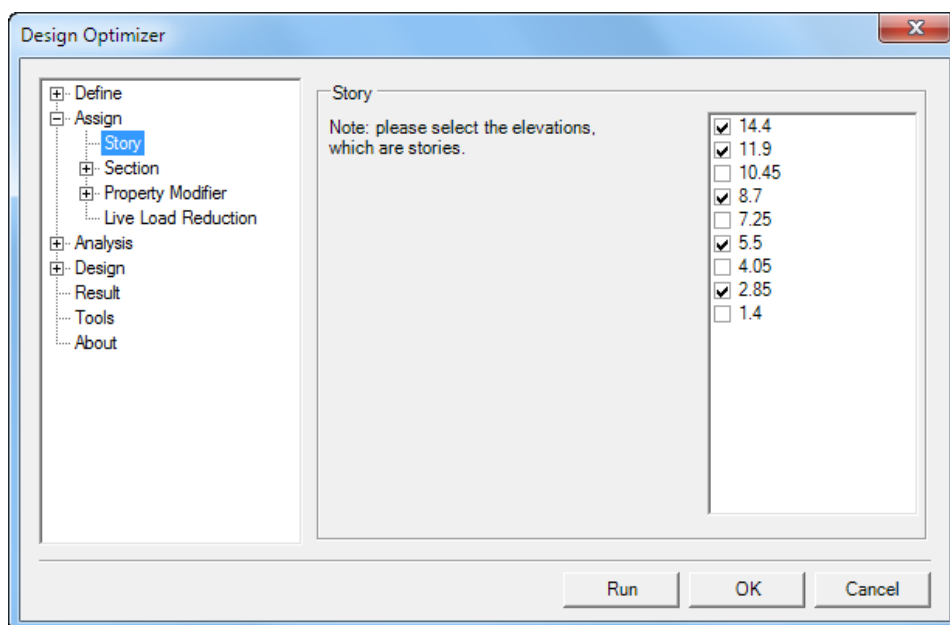 Design Optimizer
Define
Assign
Story
Section
Property Modifier
Live Load Reduction
Analysis
Design
Result
Tools
About
Story
Note: please select the elevations,
which are stories.
14.4
11.9
10.45
8.7
7.25
5.5
4.05
2.85
1.4
Run
OK
Cancel